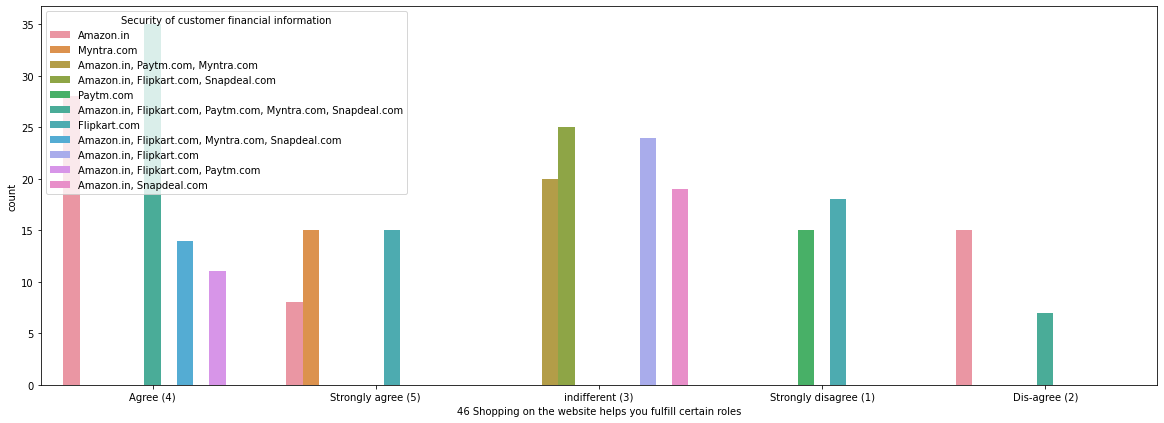 Security of customer financial information
Amazon.in
Myntra.com
Amazon.in, Paytm.com, Myntra.com
Amazon.in, Flipkart.com, Snapdeal.com
Paytm.com
Amazon.in, Flipkart.com, Paytm.com, Myntra.com, Snapdeal.com
Flipkart.com
Amazon.in, Flipkart.com, Myntra.com, Snapdeal.com
Amazon.in, Flipkart.com
Amazon.in, Flipkart.com, Paytm.com
Amazon.in, Snapdeal.com
35
30
25
20
15
10
5
0
count
Agree (4) Strongly agree (5) indifferent (3) Strongly disagree (1) Dis-agree (2)
46 Shopping on the website helps you fulfill certain roles